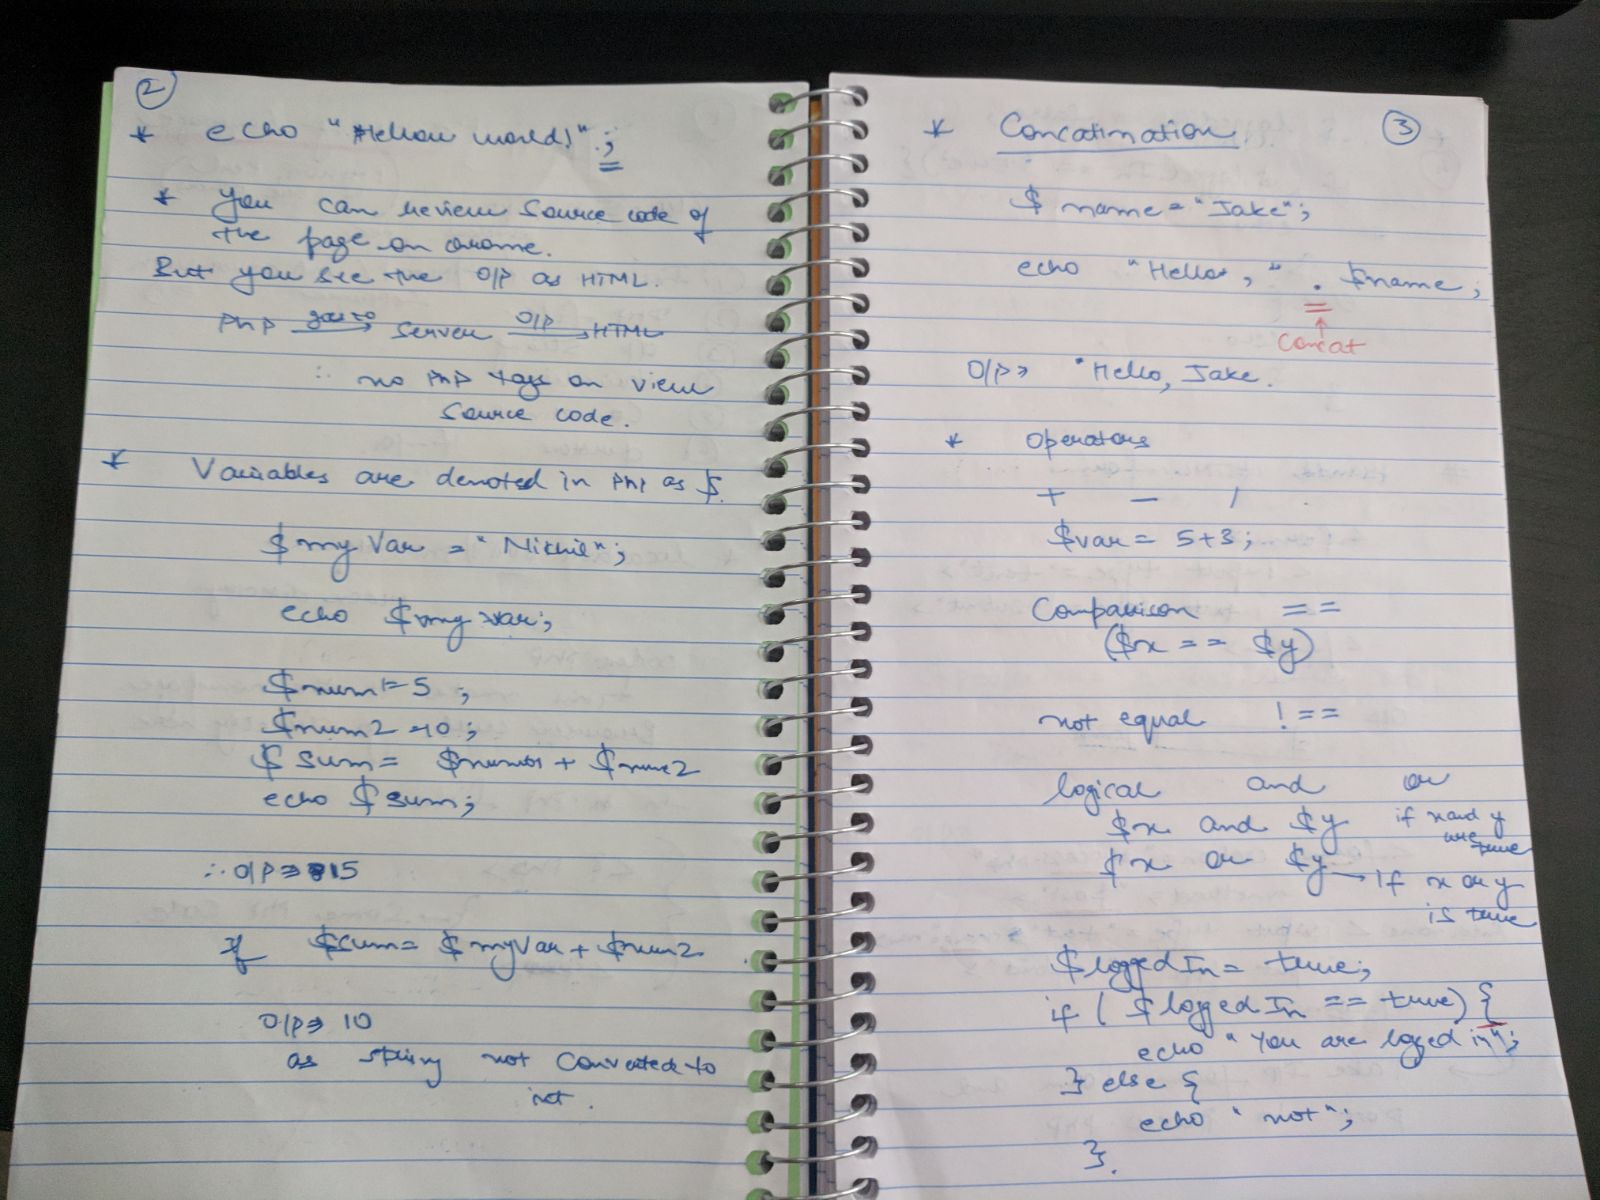 2
* echo "Hellow world!";
* you can review source code of
the page on chrome.
But you see the O/P as HTML.
PHP goes to → server O/P → HTML
∴ no PHP tags on view
source code.
* Variables are denoted in PHP as $.
$myVar = "Nikhil";
echo $myvar;
$num1=5;
$num2=10;
$sum= $num1 + $num2
echo $sum;
∴ O/P ⇒ 15
If $sum= $myVar + $num2
O/P ⇒ 10
as string not converted to
int.
3
* Concatination
$name="Jake";
echo "Hello, " . $name;
↑
Concat
O/P ⇒ "Hello, Jake.
* Operators
+ - /
$var = 5+3;
Comparison ==
($x == $y)
not equal !==
logical and or
$x and $y if x and y
are true
$x or $y → If x or y
is true
$loggedIn = true;
if ($loggedIn == true) {
echo "You are logged in";
} else {
echo "not";
}.